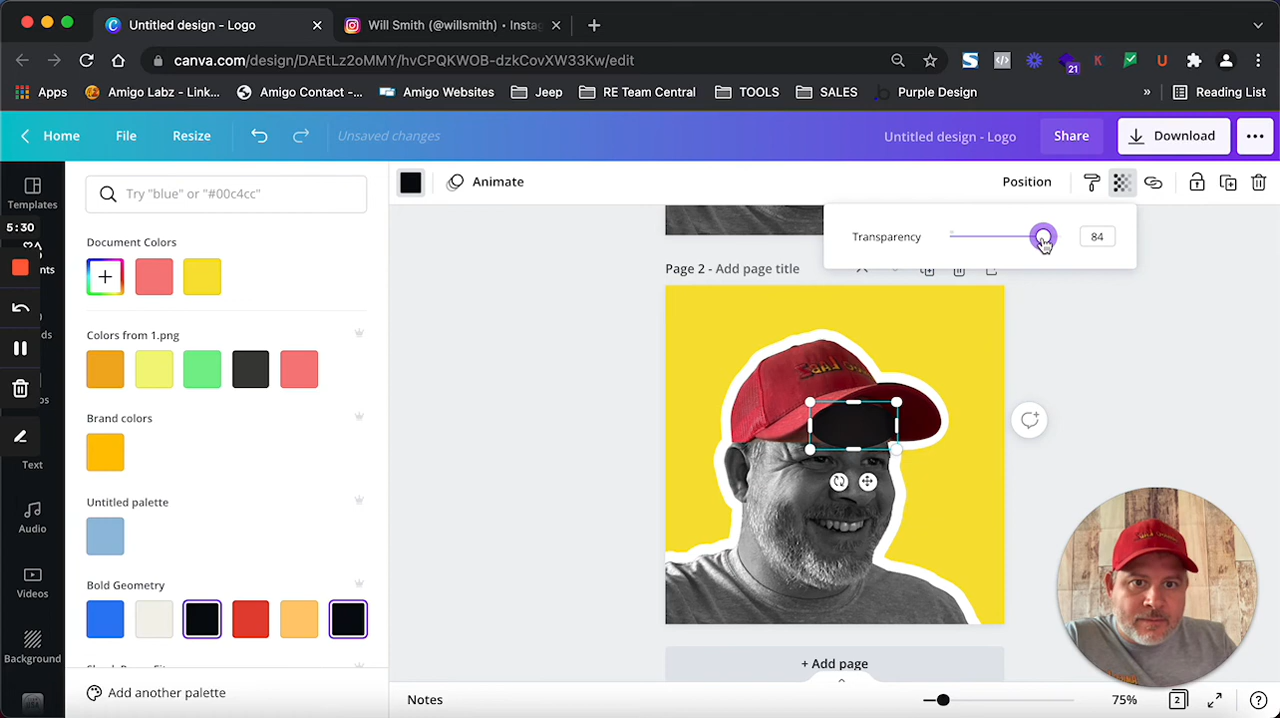 Untitled design - Logo
Will Smith (@willsmith) • Insta
canva.com/design/DAEtLz2oMMY/hvCPQKWOB-dzkCovXW33Kw/edit
21
K
U
Apps
Amigo Labz - Link...
Amigo Contact -...
Amigo Websites
Jeep
RE Team Central
TOOLS
SALES
Purple Design
»
Reading List
Home
File
Resize
Unsaved changes
Untitled design - Logo
Share
Download
Templates
Try "blue" or "#00c4cc"
Animate
Position
5:30
nts
Document Colors
Transparency
84
Page 2 - Add page title
Colors from 1.png
Brand colors
Text
Untitled palette
Audio
Videos
Bold Geometry
Background
+ Add page
Add another palette
Notes
75%
2